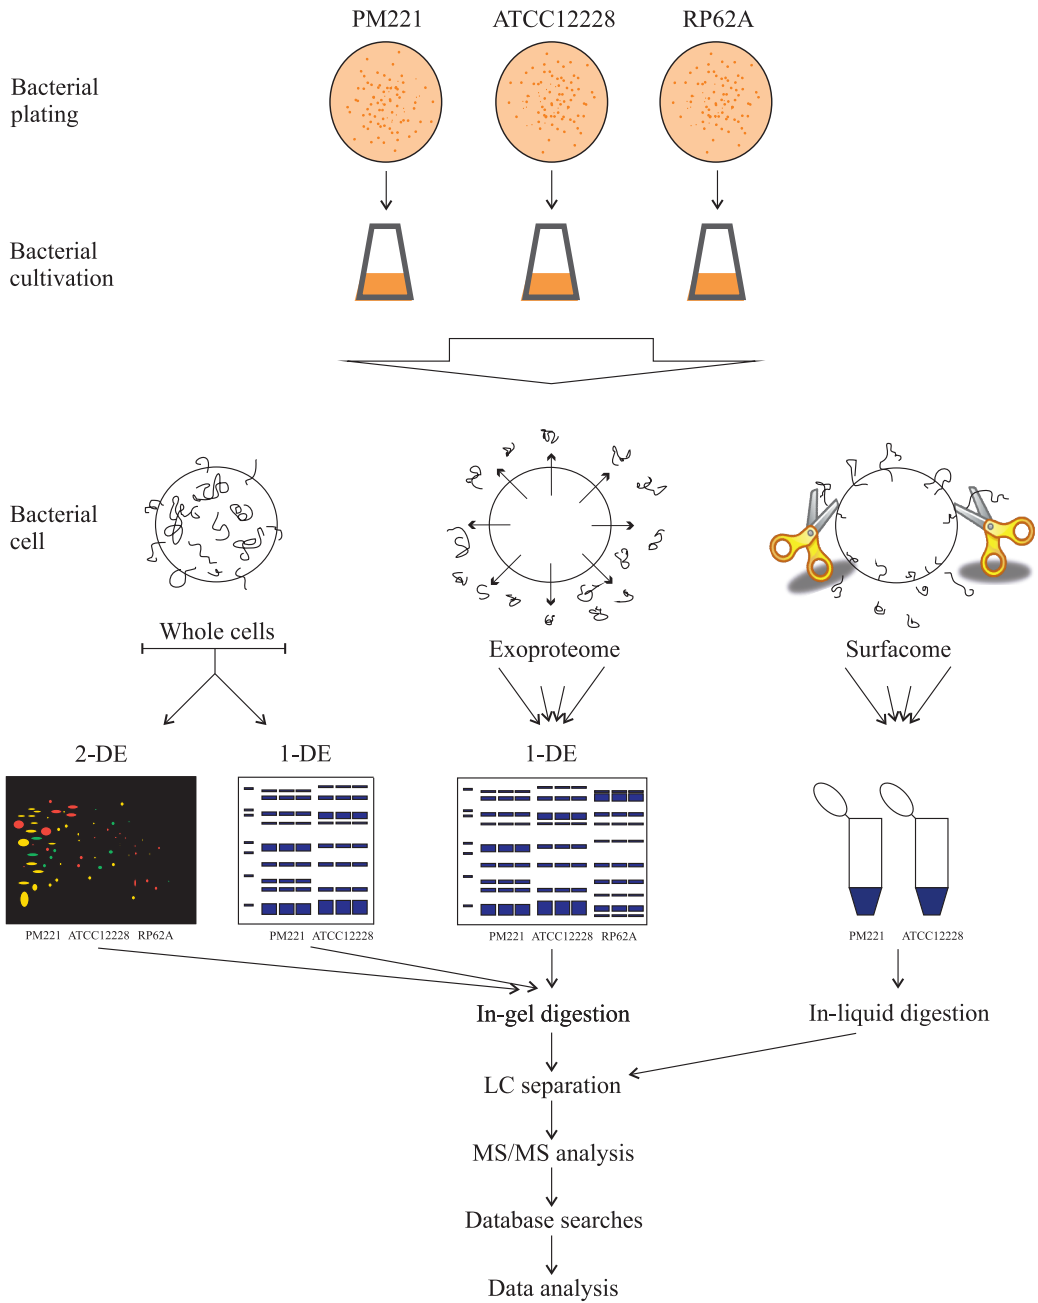 PM221 ATCC12228 RP62A
Bacterial
plating
Bacterial
cultivation
Bacterial
cell
Whole cells
Exoproteome
Surfacome
2-DE
1-DE
1-DE
PM221 ATCC12228 RP62A
PM221 ATCC12228
PM221 ATCC12228 RP62A
PM221 ATCC12228
In-gel digestion
In-liquid digestion
LC separation
MS/MS analysis
Database searches
Data analysis